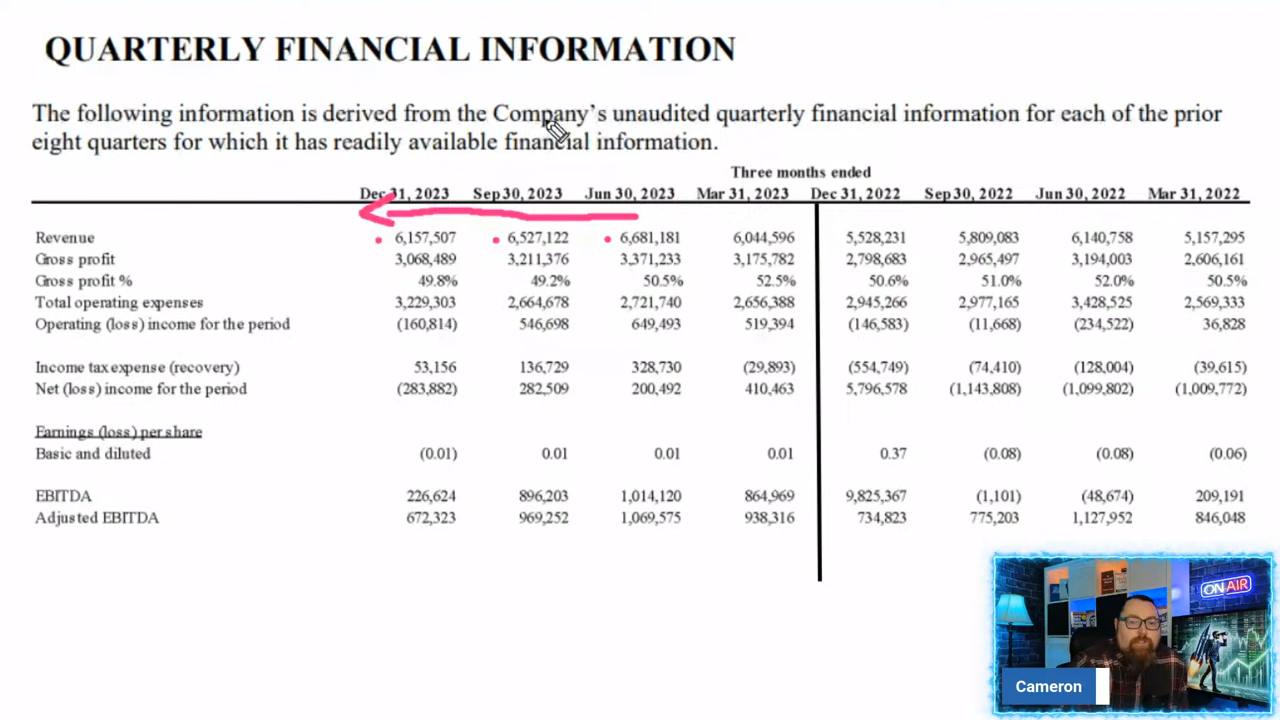 QUARTERLY FINANCIAL INFORMATION
The following information is derived from the Company's unaudited quarterly financial information for each of the prior
eight quarters for which it has readily available financial information.
Three months ended
Dec 31, 2023 Sep 30, 2023 Jun 30, 2023 Mar 31, 2023 Dec 31, 2022 Sep 30, 2022 Jun 30, 2022 Mar 31, 2022
Revenue 6,157,507 6,527,122 6,681,181 6,044,596 5,528,231 5,809,083 6,140,758 5,157,295
Gross profit 3,068,489 3,211,376 3,371,233 3,175,782 2,798,683 2,965,497 3,194,003 2,606,161
Gross profit % 49.8% 49.2% 50.5% 52.5% 50.6% 51.0% 52.0% 50.5%
Total operating expenses 3,229,303 2,664,678 2,721,740 2,656,388 2,945,266 2,977,165 3,428,525 2,569,333
Operating (loss) income for the period (160,814) 546,698 649,493 519,394 (146,583) (11,668) (234,522) 36,828
Income tax expense (recovery) 53,156 136,729 328,730 (29,893) (554,749) (74,410) (128,004) (39,615)
Net (loss) income for the period (283,882) 282,509 200,492 410,463 5,796,578 (1,143,808) (1,099,802) (1,009,772)
Earnings (loss) per share
Basic and diluted (0.01) 0.01 0.01 0.01 0.37 (0.08) (0.08) (0.06)
EBITDA 226,624 896,203 1,014,120 864,969 9,825,367 (1,101) (48,674) 209,191
Adjusted EBITDA 672,323 969,252 1,069,575 938,316 734,823 775,203 1,127,952 846,048
ON AIR
Cameron